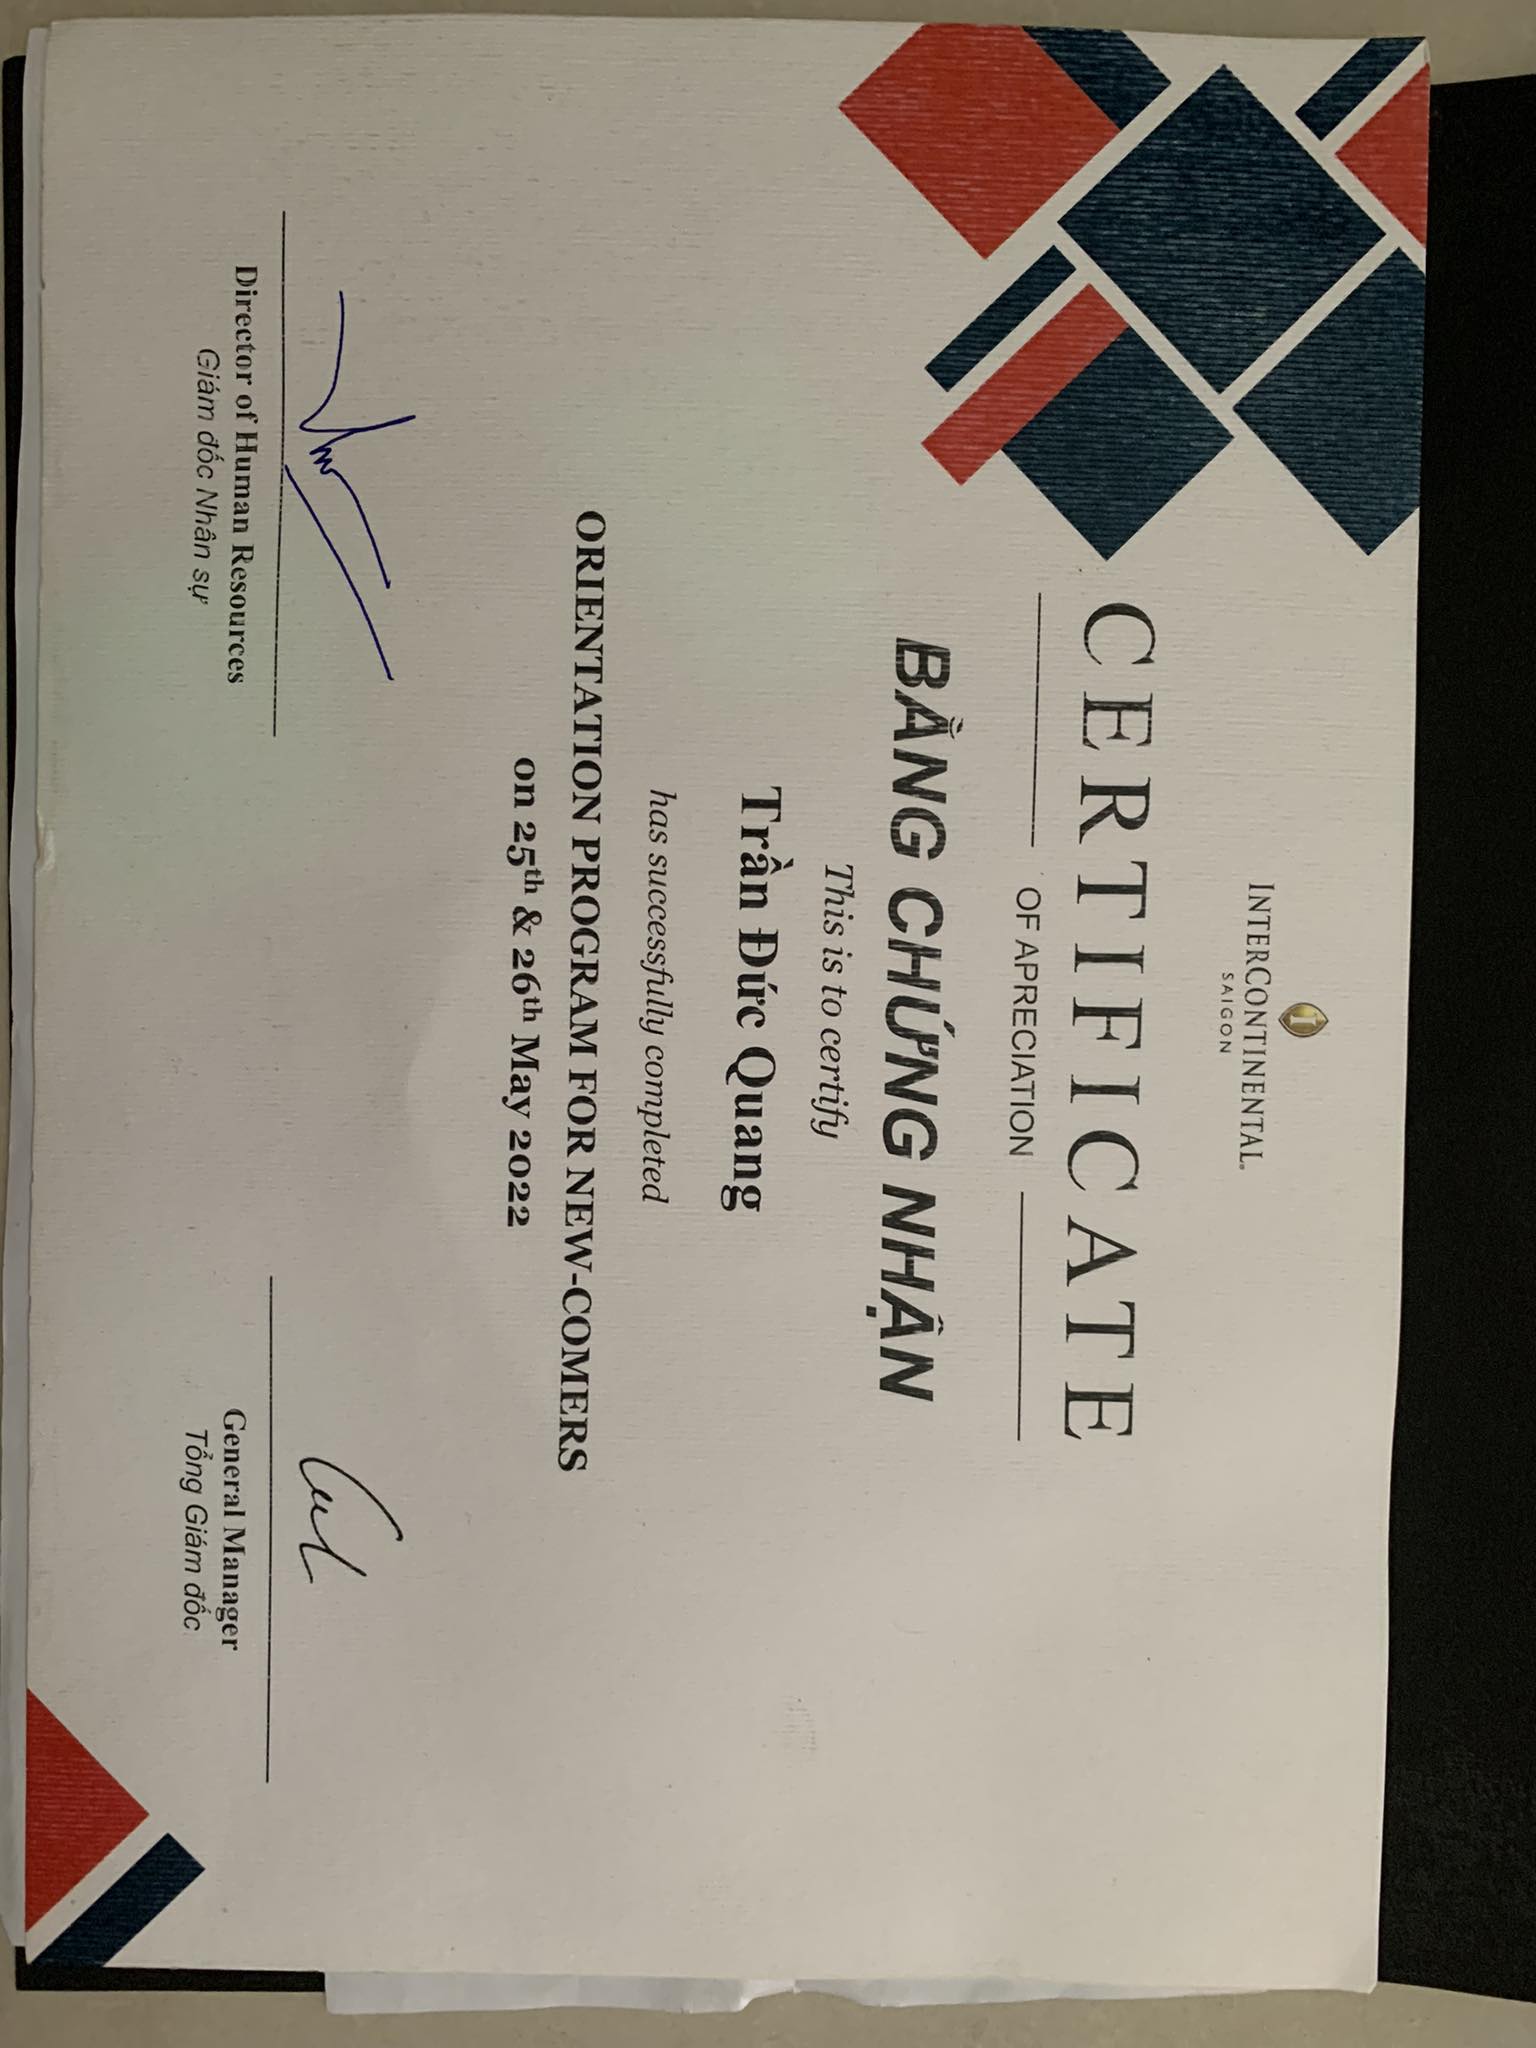 INTERCONTINENTAL.
SAIGON
CERTIFICATE
OF APRECIATION
BẰNG CHỨNG NHẬN
This is to certify
Trần Đức Quang
has successfully completed
ORIENTATION PROGRAM FOR NEW-COMERS
on 25th & 26th May 2022
Director of Human Resources
Giám đốc Nhân sự
General Manager
Tổng Giám đốc